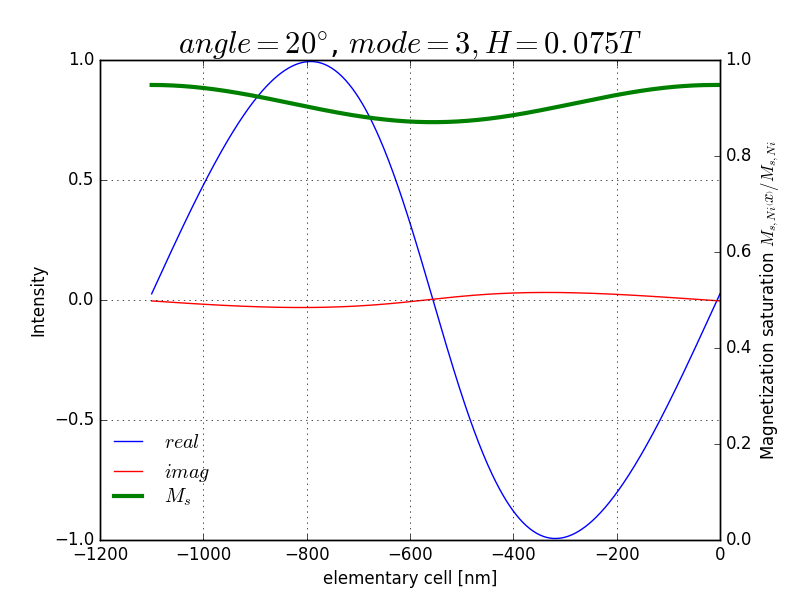 angle = 20°, mode = 3, H = 0.075T
1.0
0.5
0.0
−0.5
−1.0
Intensity
1.0
0.8
0.6
0.4
0.2
0.0
Magnetization saturation M_{s,Ni}(x)/M_{s,Ni}
real
imag
M_s
−1200
−1000
−800
−600
−400
−200
0
elementary cell [nm]